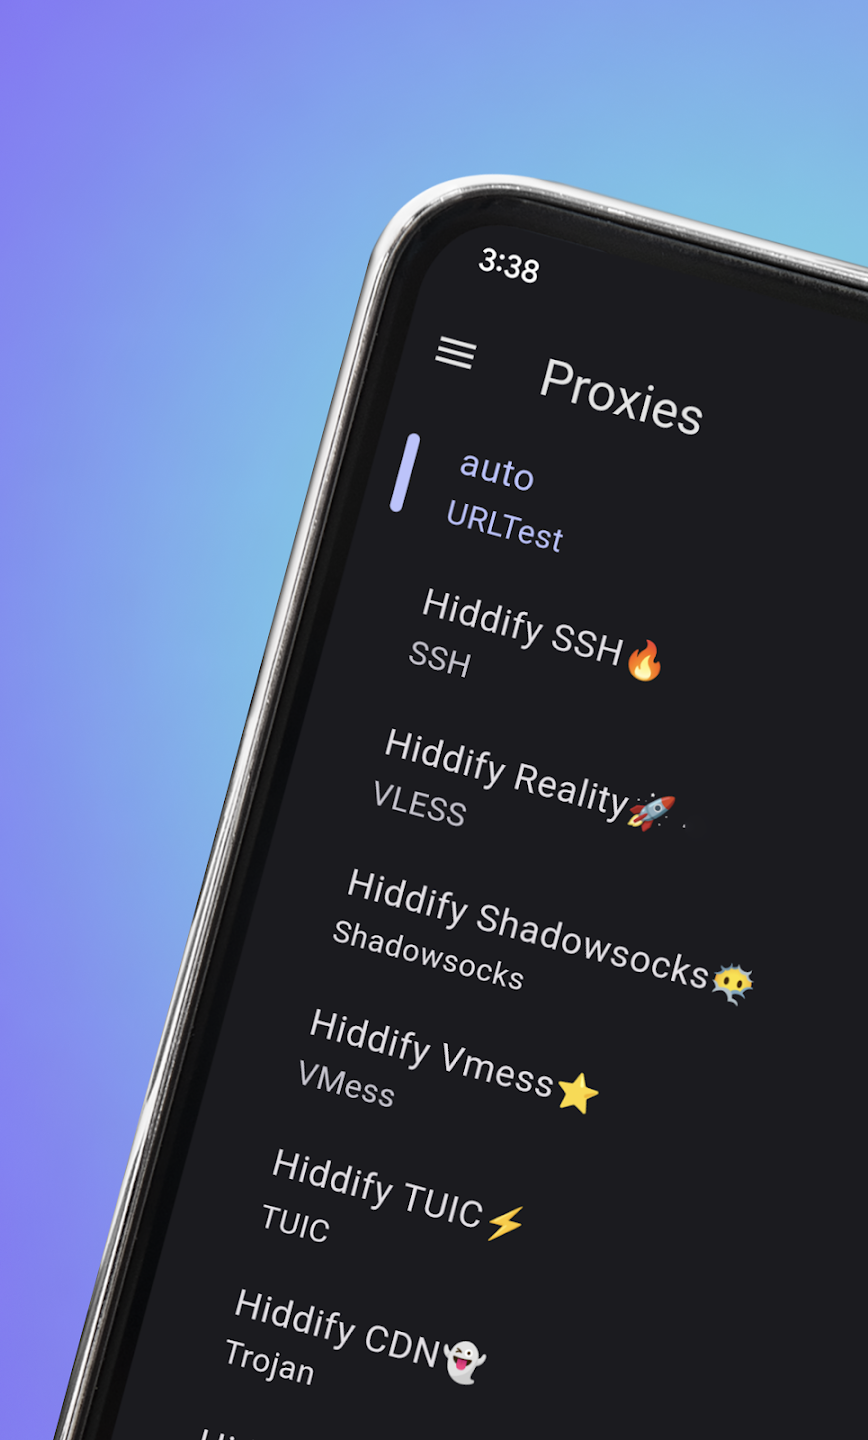 3:38
Proxies
auto
URLTest
Hiddify SSH🔥
SSH
Hiddify Reality🚀
VLESS
Hiddify Shadowsocks🐡
Shadowsocks
Hiddify Vmess⭐
VMess
Hiddify TUIC⚡
TUIC
Hiddify CDN👻
Trojan